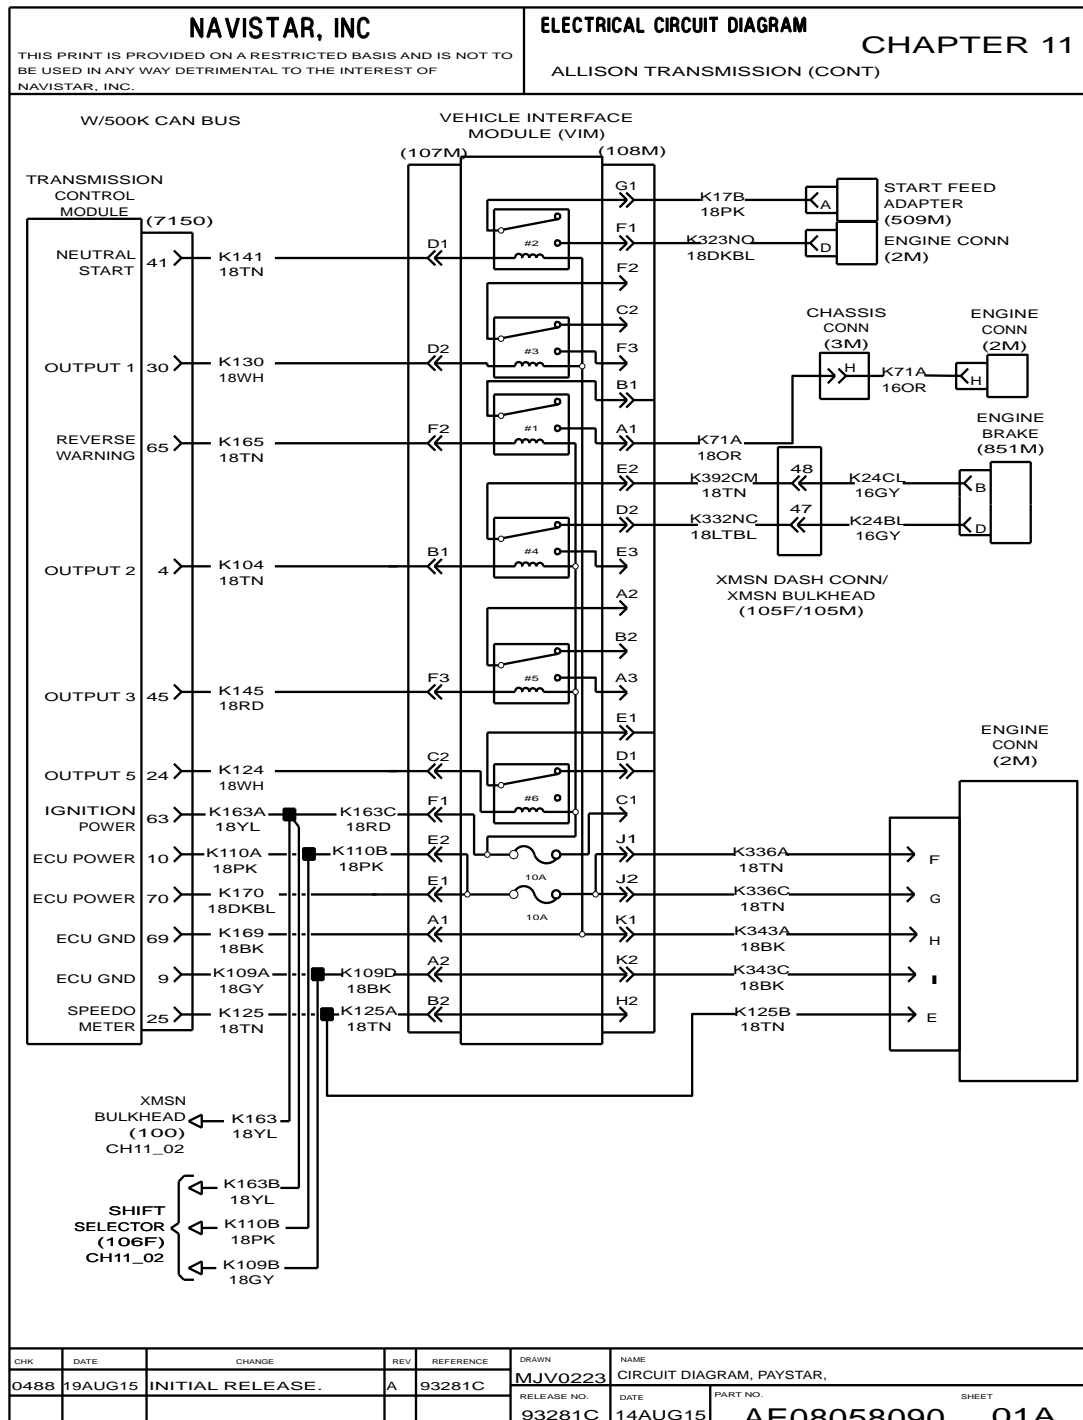 NAVISTAR, INC
THIS PRINT IS PROVIDED ON A RESTRICTED BASIS AND IS NOT TO
BE USED IN ANY WAY DETRIMENTAL TO THE INTEREST OF
NAVISTAR, INC.
ELECTRICAL CIRCUIT DIAGRAM
CHAPTER 11
ALLISON TRANSMISSION (CONT)
W/500K CAN BUS
VEHICLE INTERFACE
MODULE (VIM)
(107M)
(108M)
TRANSMISSION
CONTROL
MODULE
(7150)
NEUTRAL
START
41
K141
18TN
D1
#2
G1
K17B
18PK
A
START FEED
ADAPTER
(509M)
F1
K323NO
18DKBL
D
ENGINE CONN
(2M)
F2
C2
OUTPUT 1
30
K130
18WH
D2
#3
F3
CHASSIS
CONN
(3M)
H
K71A
16OR
ENGINE
CONN
(2M)
H
B1
REVERSE
WARNING
65
K165
18TN
F2
#1
A1
K71A
18OR
ENGINE
BRAKE
(851M)
E2
K392CM
18TN
48
K24CL
16GY
B
D2
K332NC
18LTBL
47
K24BL
16GY
D
OUTPUT 2
4
K104
18TN
B1
#4
E3
XMSN DASH CONN/
XMSN BULKHEAD
(105F/105M)
A2
B2
OUTPUT 3
45
K145
18RD
F3
#5
A3
E1
OUTPUT 5
24
K124
18WH
C2
#6
D1
C1
ENGINE
CONN
(2M)
IGNITION
POWER
63
K163A
18YL
K163C
18RD
F1
ECU POWER
10
K110A
18PK
K110B
18PK
E2
10A
J1
K336A
18TN
F
ECU POWER
70
K170
18DKBL
E1
10A
J2
K336C
18TN
G
ECU GND
69
K169
18BK
A1
K1
K343A
18BK
H
ECU GND
9
K109A
18GY
K109D
18BK
A2
K2
K343C
18BK
I
SPEEDO
METER
25
K125
18TN
K125A
18TN
B2
H2
K125B
18TN
E
XMSN
BULKHEAD
(100)
CH11_02
K163
18YL
SHIFT
SELECTOR
(106F)
CH11_02
K163B
18YL
K110B
18PK
K109B
18GY
CHK DATE CHANGE REV REFERENCE
0488 19AUG15 INITIAL RELEASE. A 93281C
DRAWN
MJV0223
NAME
CIRCUIT DIAGRAM, PAYSTAR,
RELEASE NO.
93281C
DATE
14AUG15
PART NO.
AE08058090
SHEET
01A